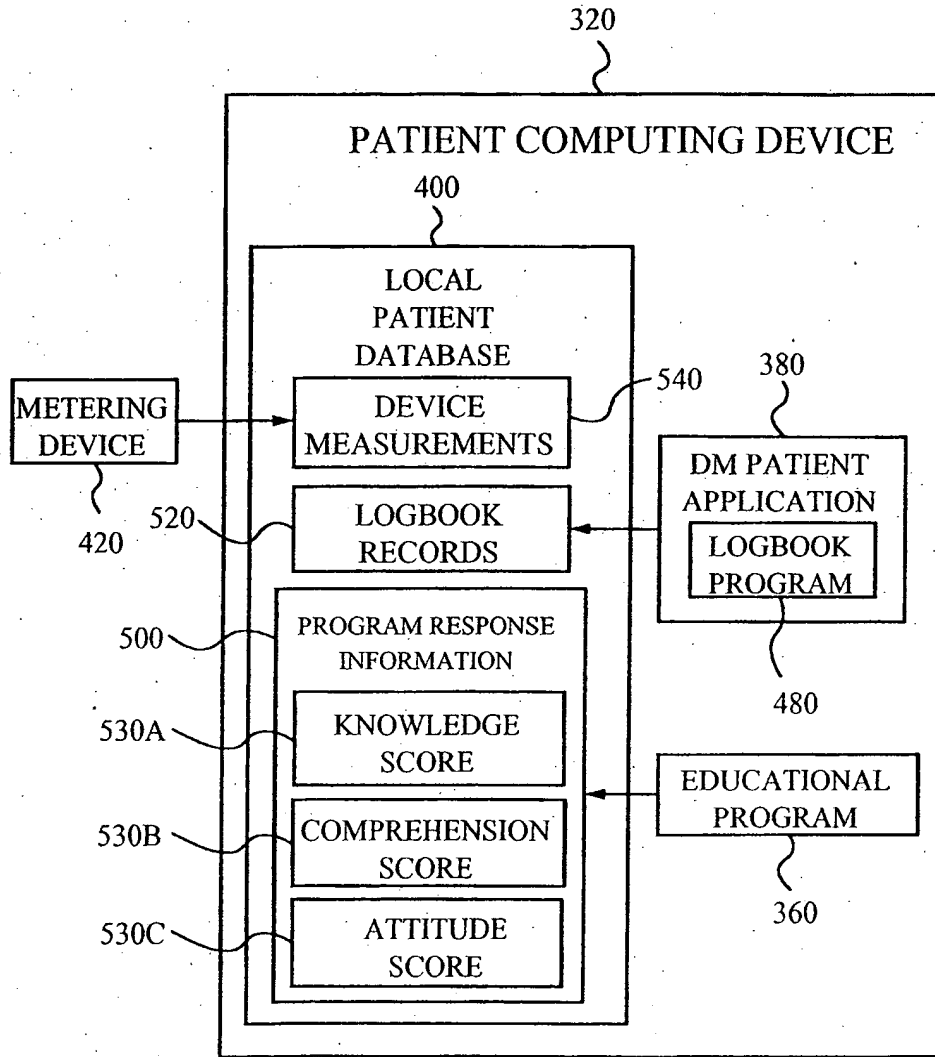 320
PATIENT COMPUTING DEVICE
400
LOCAL
PATIENT
DATABASE
540
380
METERING
DEVICE
420
DEVICE
MEASUREMENTS
DM PATIENT
APPLICATION
LOGBOOK
PROGRAM
480
520
LOGBOOK
RECORDS
500
PROGRAM RESPONSE
INFORMATION
530A
KNOWLEDGE
SCORE
EDUCATIONAL
PROGRAM
360
530B
COMPREHENSION
SCORE
530C
ATTITUDE
SCORE